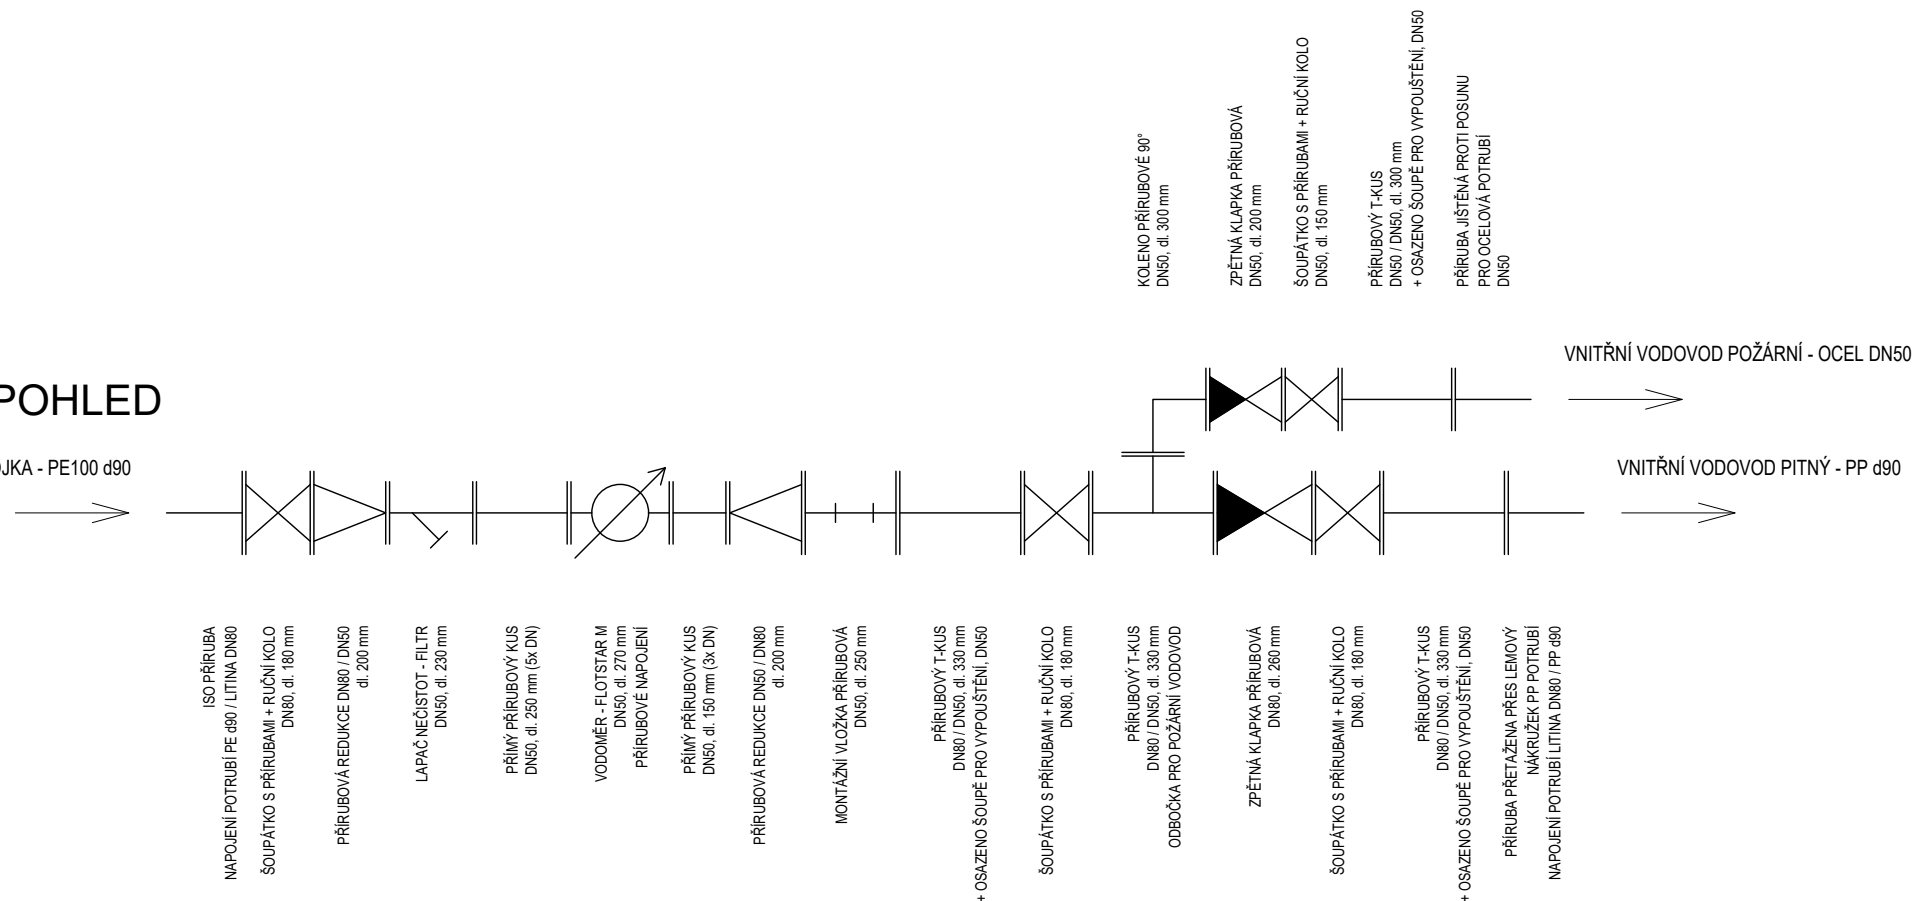 KOLENO PŘÍRUBOVÉ 90°
DN50, dl. 300 mm
ZPĚTNÁ KLAPKA PŘÍRUBOVÁ
DN50, dl. 200 mm
ŠOUPÁTKO S PŘÍRUBAMI + RUČNÍ KOLO
DN50, dl. 150 mm
PŘÍRUBOVÝ T-KUS
DN50 / DN50, dl. 300 mm
+ OSAZENO ŠOUPĚ PRO VYPOUŠTĚNÍ, DN50
PŘÍRUBA JIŠTĚNÁ PROTI POSUNU
PRO OCELOVÁ POTRUBÍ
DN50
VNITŘNÍ VODOVOD POŽÁRNÍ - OCEL DN50
POHLED
JKA - PE100 d90
VNITŘNÍ VODOVOD PITNÝ - PP d90
ISO PŘÍRUBA
NAPOJENÍ POTRUBÍ PE d90 / LITINA DN80
ŠOUPÁTKO S PŘÍRUBAMI + RUČNÍ KOLO
DN80, dl. 180 mm
PŘÍRUBOVÁ REDUKCE DN80 / DN50
dl. 200 mm
LAPAČ NEČISTOT - FILTR
DN50, dl. 230 mm
PŘÍMÝ PŘÍRUBOVÝ KUS
DN50, dl. 250 mm (5x DN)
VODOMĚR - FLOTSTAR M
DN50, dl. 270 mm
PŘÍRUBOVÉ NAPOJENÍ
PŘÍMÝ PŘÍRUBOVÝ KUS
DN50, dl. 150 mm (3x DN)
PŘÍRUBOVÁ REDUKCE DN50 / DN80
dl. 200 mm
MONTÁŽNÍ VLOŽKA PŘÍRUBOVÁ
DN50, dl. 250 mm
PŘÍRUBOVÝ T-KUS
DN80 / DN50, dl. 330 mm
+ OSAZENO ŠOUPĚ PRO VYPOUŠTĚNÍ, DN50
ŠOUPÁTKO S PŘÍRUBAMI + RUČNÍ KOLO
DN80, dl. 180 mm
PŘÍRUBOVÝ T-KUS
DN80 / DN50, dl. 330 mm
ODBOČKA PRO POŽÁRNÍ VODOVOD
ZPĚTNÁ KLAPKA PŘÍRUBOVÁ
DN80, dl. 260 mm
ŠOUPÁTKO S PŘÍRUBAMI + RUČNÍ KOLO
DN80, dl. 180 mm
PŘÍRUBOVÝ T-KUS
DN80 / DN50, dl. 330 mm
+ OSAZENO ŠOUPĚ PRO VYPOUŠTĚNÍ, DN50
PŘÍRUBA PŘETAŽENA PŘES LEMOVÝ
NÁKRUŽEK PP POTRUBÍ
NAPOJENÍ POTRUBÍ LITINA DN80 / PP d90